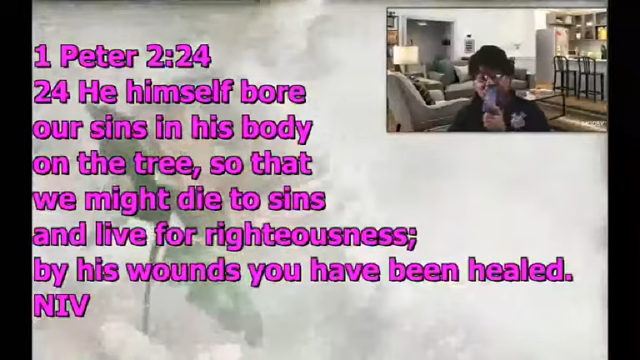 1 Peter 2:24
24 He himself bore
our sins in his body
on the tree, so that
we might die to sins
and live for righteousness;
by his wounds you have been healed.
NIV